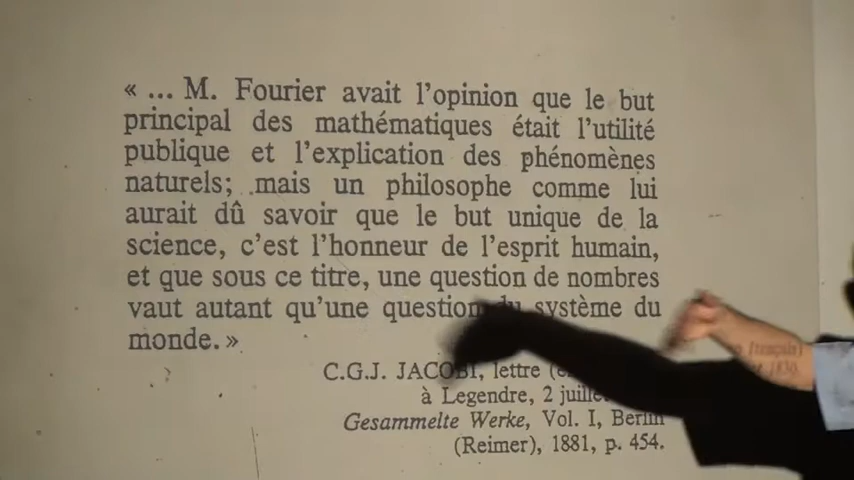 « ... M. Fourier avait l'opinion que le but
principal des mathématiques était l'utilité
publique et l'explication des phénomènes
naturels; mais un philosophe comme lui
aurait dû savoir que le but unique de la
science, c'est l'honneur de l'esprit humain,
et que sous ce titre, une question de nombres
vaut autant qu'une question du système du
monde. »
C.G.J. JACOBI, lettre français)
à Legendre, 2 1830,
Gesammelte Werke, Vol. I, Berlin
(Reimer), 1881, p. 454.